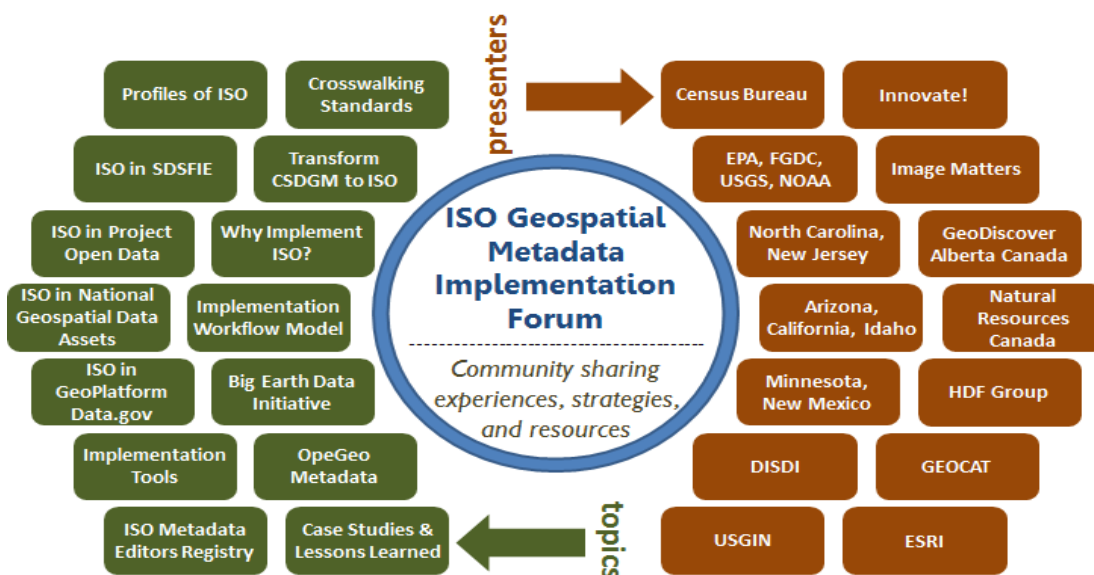 presenters
Profiles of ISO
Crosswalking
Standards
ISO in SDSFIE
Transform
CSDGM to ISO
ISO in Project
Open Data
Why Implement
ISO?
ISO in National
Geospatial Data
Assets
Implementation
Workflow Model
ISO in
GeoPlatform
Data.gov
Big Earth Data
Initiative
Implementation
Tools
OpeGeo
Metadata
ISO Metadata
Editors Registry
Case Studies &
Lessons Learned
ISO Geospatial
Metadata
Implementation
Forum
Community sharing
experiences, strategies,
and resources
topics
Census Bureau
Innovate!
EPA, FGDC,
USGS, NOAA
Image Matters
North Carolina,
New Jersey
GeoDiscover
Alberta Canada
Arizona,
California, Idaho
Natural
Resources
Canada
Minnesota,
New Mexico
HDF Group
DISDI
GEOCAT
USGIN
ESRI